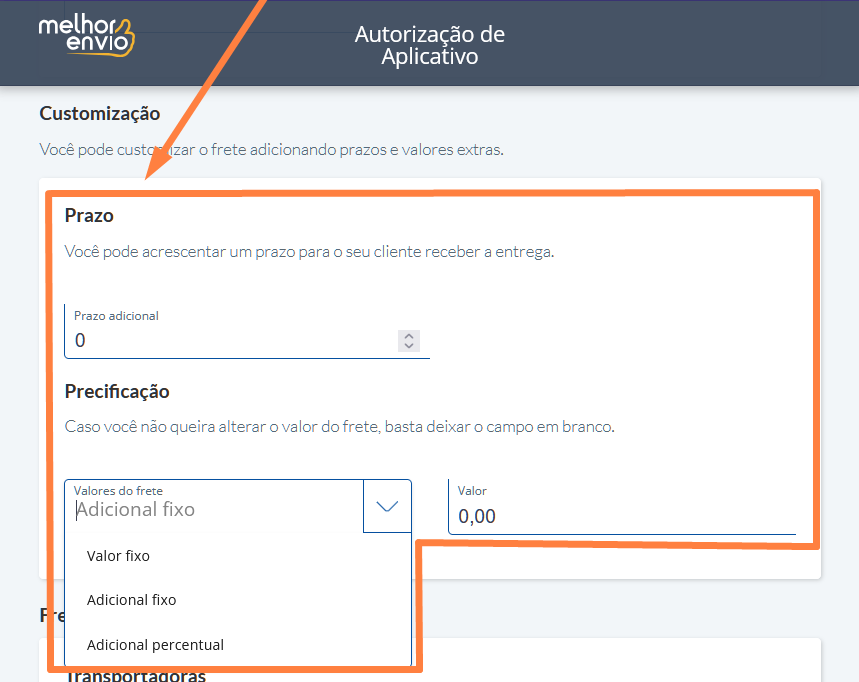 melhor
envio
Autorização de
Aplicativo
Customização
Você pode customizar o frete adicionando prazos e valores extras.
Prazo
Você pode acrescentar um prazo para o seu cliente receber a entrega.
Prazo adicional
0
Precificação
Caso você não queira alterar o valor do frete, basta deixar o campo em branco.
Valores do frete
Adicional fixo
Valor
0,00
Valor fixo
Adicional fixo
Adicional percentual
Transportadoras